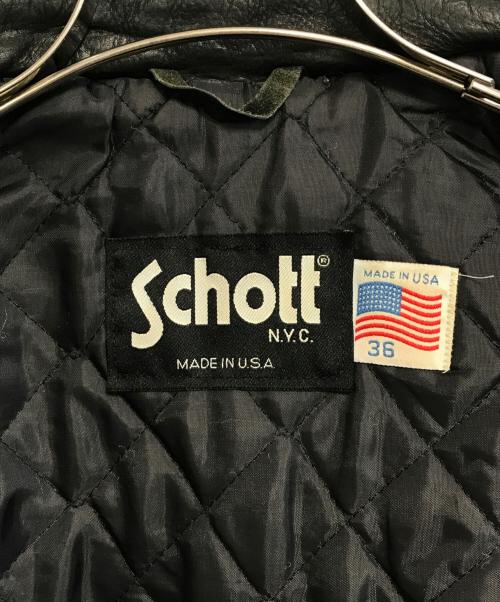 Schott®
N.Y.C.
MADE IN U.S.A
MADE IN USA
36